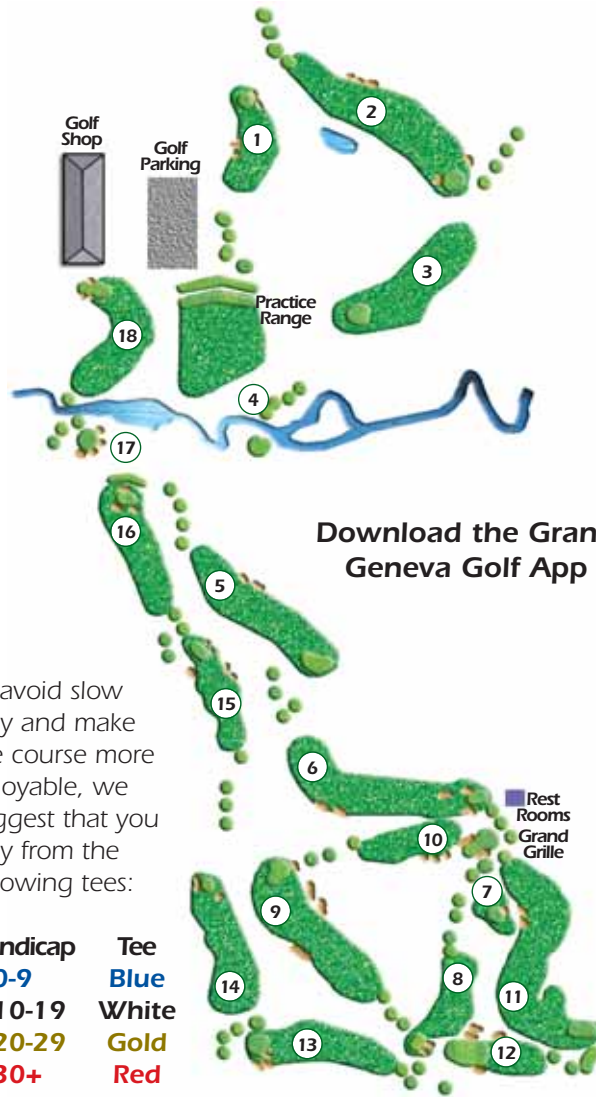 2
1
Golf
Shop
Golf
Parking
3
Practice
Range
18
4
17
16
Download the Gran
Geneva Golf App
5
avoid slow
y and make
e course more
joyable, we
ggest that you
y from the
owing tees:
15
6
Rest
Rooms
10
Grand
Grille
7
9
8
14
11
13
12
ndicap Tee
0-9 Blue
10-19 White
20-29 Gold
30+ Red